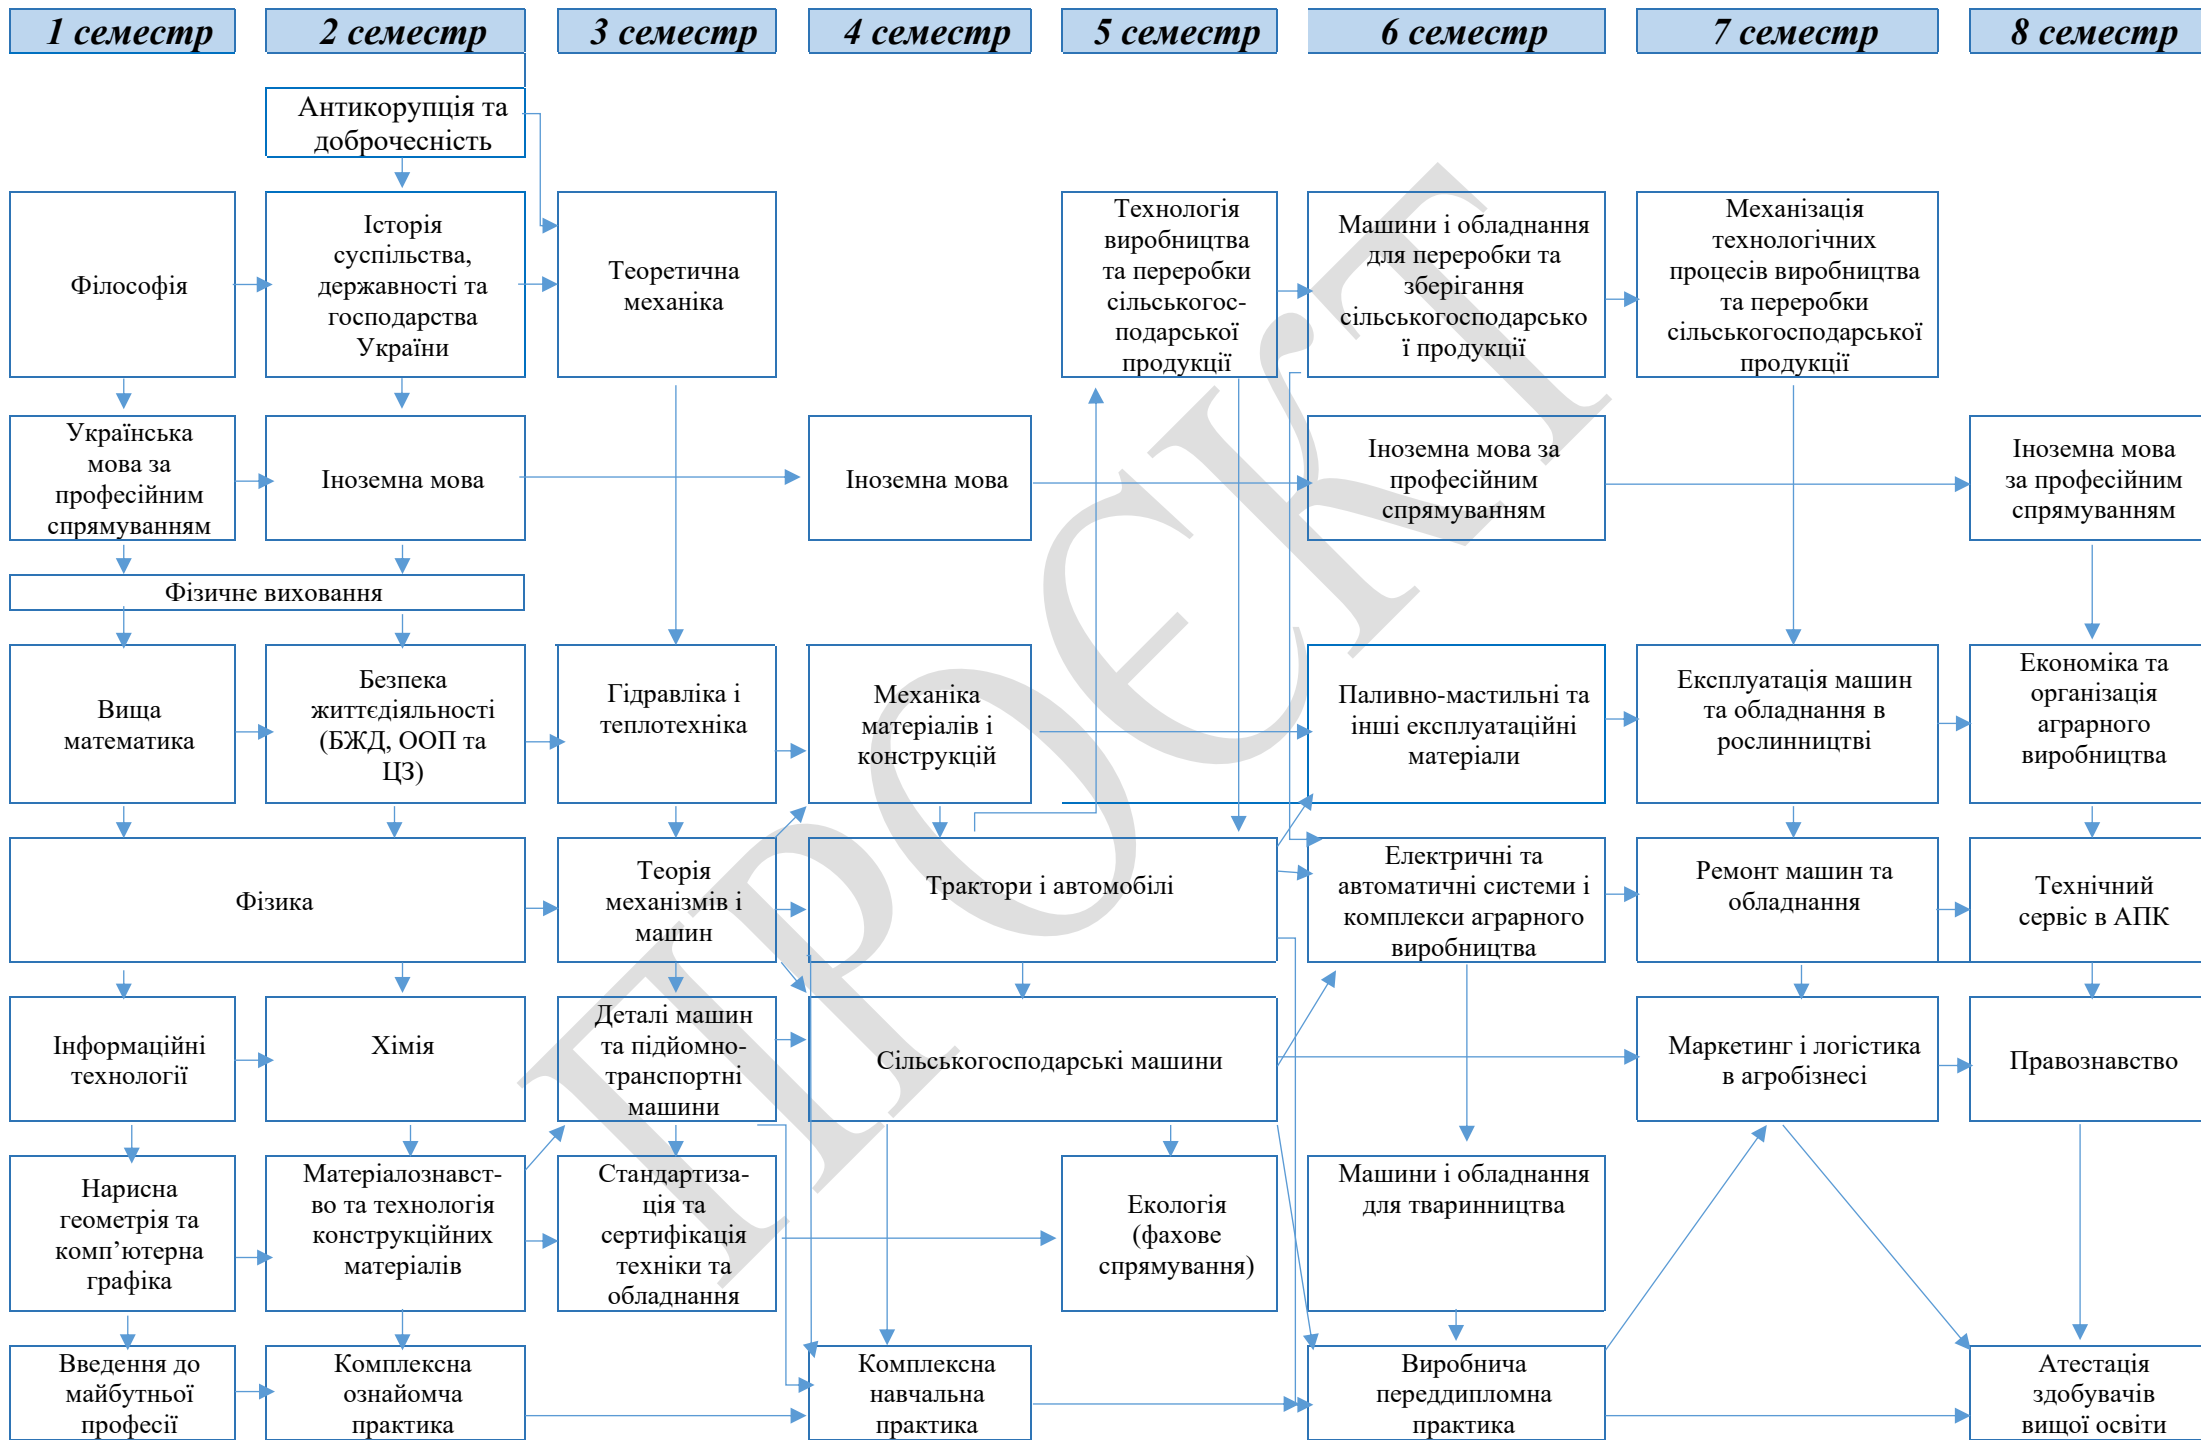 1 семестр
2 семестр
3 семестр
4 семестр
5 семестр
6 семестр
7 семестр
8 семестр
Антикорупція та
доброчесність
Філософія
Історія
суспільства,
державності та
господарства
України
Теоретична
механіка
Технологія
виробництва
та переробки
сільськогос-
подарської
продукції
Машини і обладнання
для переробки та
зберігання
сільськогосподарсько
ї продукції
Механізація
технологічних
процесів виробництва
та переробки
сільськогосподарської
продукції
Українська
мова за
професійним
спрямуванням
Іноземна мова
Іноземна мова
Іноземна мова за
професійним
спрямуванням
Іноземна мова
за професійним
спрямуванням
Фізичне виховання
Вища
математика
Безпека
життєдіяльності
(БЖД, ООП та
ЦЗ)
Гідравліка і
теплотехніка
Механіка
матеріалів і
конструкцій
Паливно-мастильні та
інші експлуатаційні
матеріали
Експлуатація машин
та обладнання в
рослинництві
Економіка та
організація
аграрного
виробництва
Фізика
Теорія
механізмів і
машин
Трактори і автомобілі
Електричні та
автоматичні системи і
комплекси аграрного
виробництва
Ремонт машин та
обладнання
Технічний
сервіс в АПК
Інформаційні
технології
Хімія
Деталі машин
та підйомно-
транспортні
машини
Сільськогосподарські машини
Маркетинг і логістика
в агробізнесі
Правознавство
Нарисна
геометрія та
комп’ютерна
графіка
Матеріалознавст-
во та технологія
конструкційних
матеріалів
Стандартиза-
ція та
сертифікація
техніки та
обладнання
Екологія
(фахове
спрямування)
Машини і обладнання
для тваринництва
Введення до
майбутньої
професії
Комплексна
ознайомча
практика
Комплексна
навчальна
практика
Виробнича
переддипломна
практика
Атестація
здобувачів
вищої освіти
ПРОЄКТ